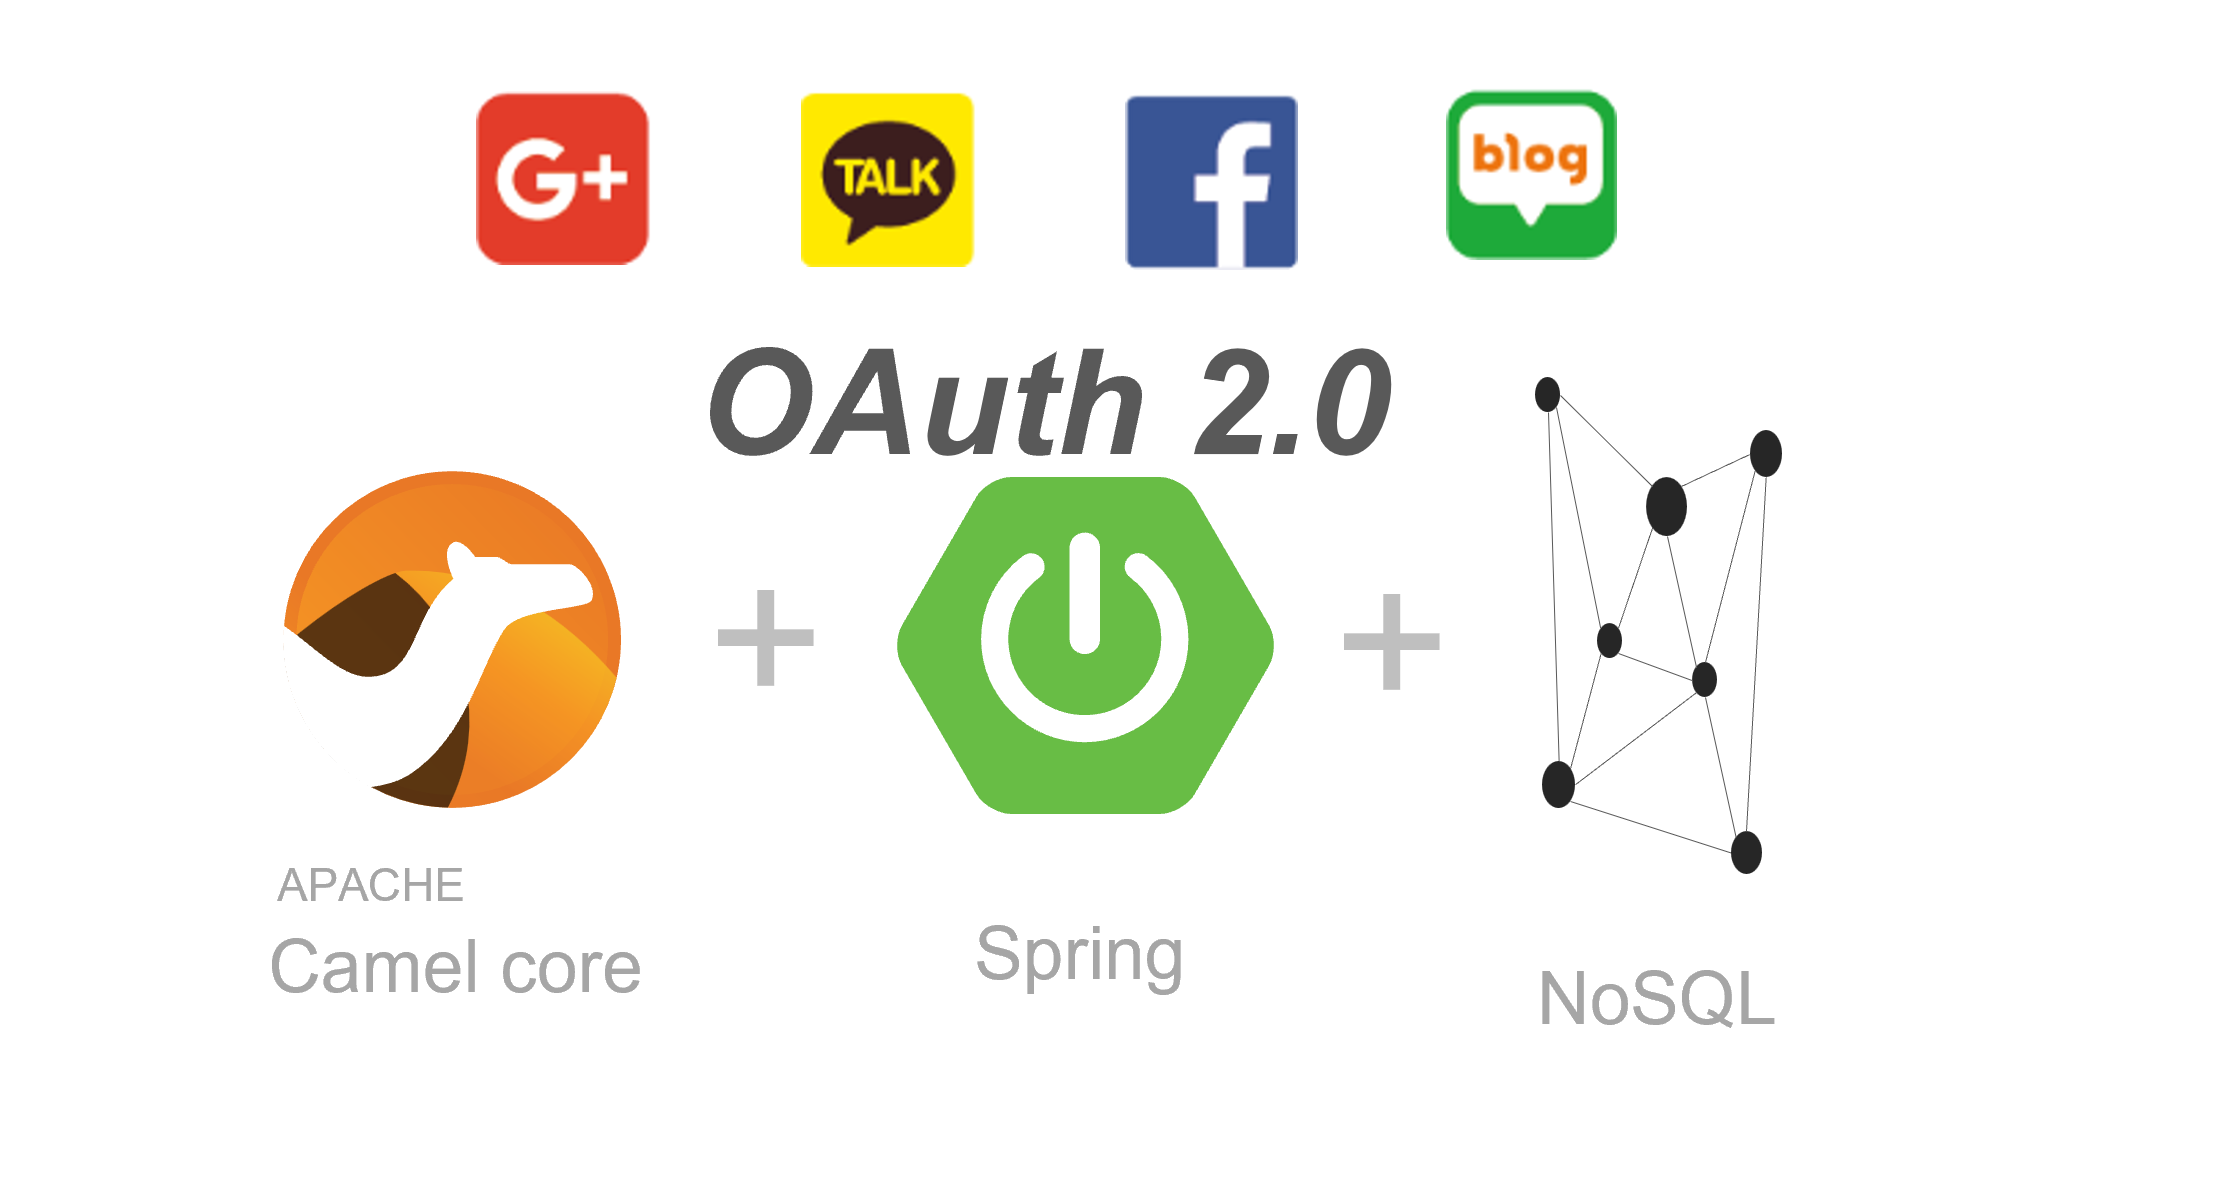 G+
TALK
f
blog
OAuth 2.0
APACHE
Camel core
Spring
NoSQL